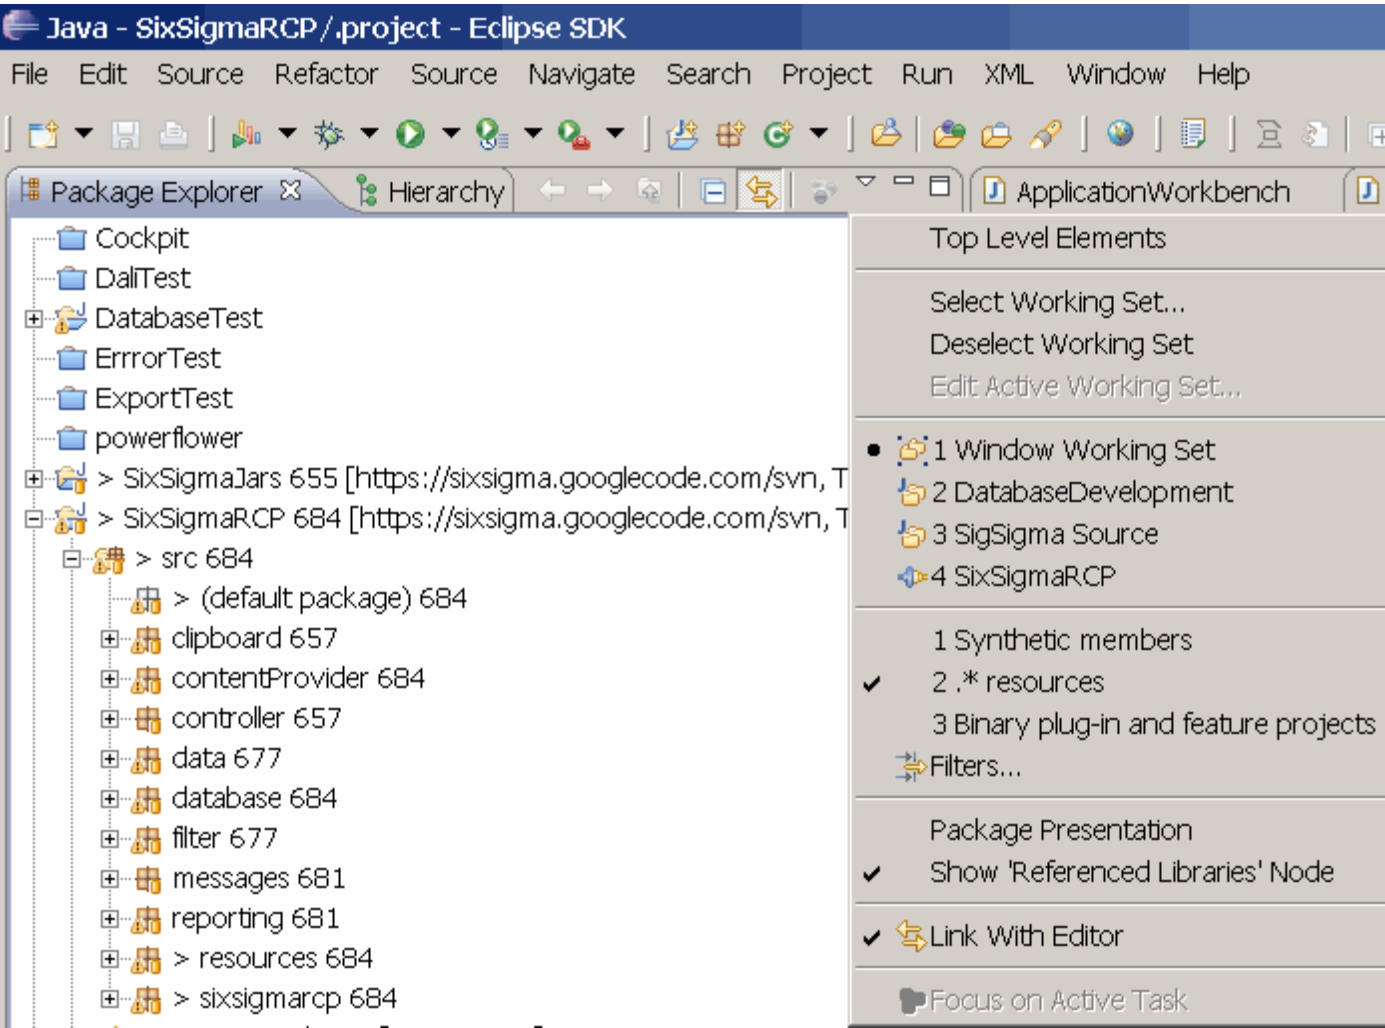 Java - SixSigmaRCP/.project - Eclipse SDK
File Edit Source Refactor Source Navigate Search Project Run XML Window Help
Package Explorer Hierarchy ApplicationWorkbench
Cockpit
DaliTest
DatabaseTest
ErrrorTest
ExportTest
powerflower
> SixSigmaJars 655 [https://sixsigma.googlecode.com/svn, T
> SixSigmaRCP 684 [https://sixsigma.googlecode.com/svn, T
> src 684
> (default package) 684
clipboard 657
contentProvider 684
controller 657
data 677
database 684
filter 677
messages 681
reporting 681
> resources 684
> sixsigmarcp 684
Top Level Elements
Select Working Set...
Deselect Working Set
Edit Active Working Set...
1 Window Working Set
2 DatabaseDevelopment
3 SigSigma Source
4 SixSigmaRCP
1 Synthetic members
2 .* resources
3 Binary plug-in and feature projects
Filters...
Package Presentation
Show 'Referenced Libraries' Node
Link With Editor
Focus on Active Task